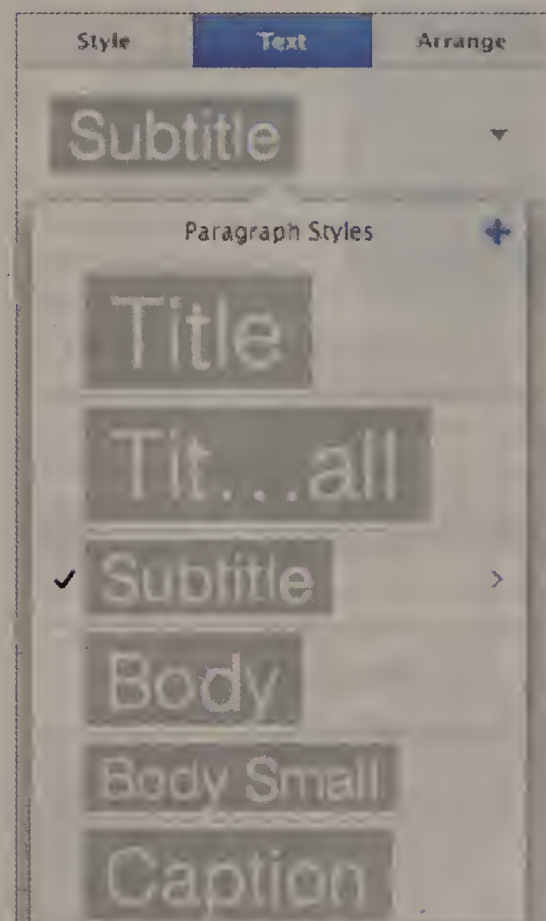 Style Text Arrange
Subtitle
Paragraph Styles
Title
Tit...all
Subtitle
Body
Body Small
Caption